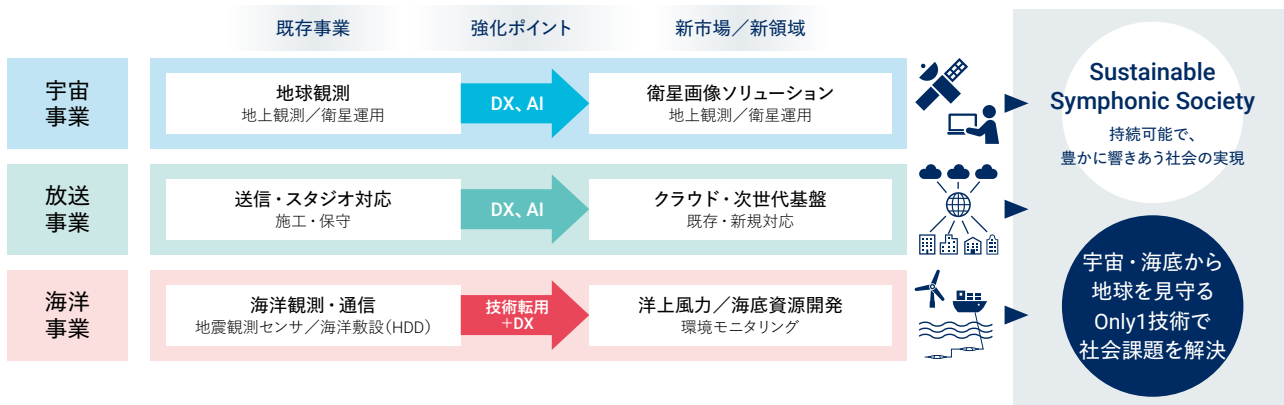 既存事業
強化ポイント
新市場／新領域
宇宙
事業
地球観測
地上観測／衛星運用
DX、AI
衛星画像ソリューション
地上観測／衛星運用
放送
事業
送信・スタジオ対応
施工・保守
DX、AI
クラウド・次世代基盤
既存・新規対応
海洋
事業
海洋観測・通信
地震観測センサ／海洋敷設（HDD）
技術転用
＋DX
洋上風力／海底資源開発
環境モニタリング
Sustainable
Symphonic Society
持続可能で、
豊かに響きあう社会の実現
宇宙・海底から
地球を見守る
Only1技術で
社会課題を解決